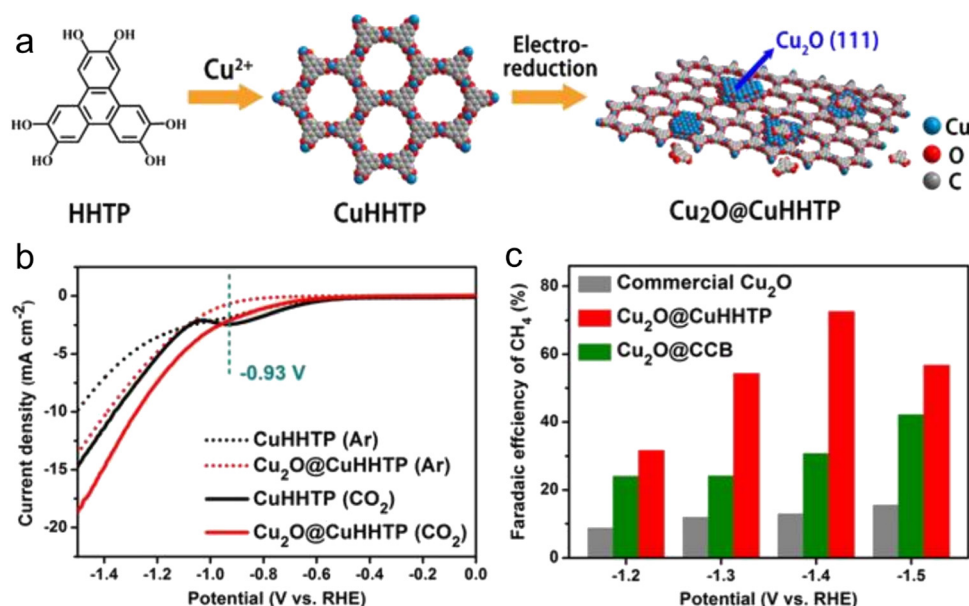 a
HO
OH
HO
OH
HO
OH
HHTP
Cu²⁺
CuHHTP
Electro-
reduction
Cu₂O (111)
Cu₂O@CuHHTP
Cu
O
C
b
Current density (mA cm⁻²)
0
-5
-10
-15
-20
-0.93 V
CuHHTP (Ar)
Cu₂O@CuHHTP (Ar)
CuHHTP (CO₂)
Cu₂O@CuHHTP (CO₂)
-1.4
-1.2
-1.0
-0.8
-0.6
-0.4
-0.2
0.0
Potential (V vs. RHE)
c
Faradaic effciency of CH₄ (%)
80
60
40
20
0
Commercial Cu₂O
Cu₂O@CuHHTP
Cu₂O@CCB
-1.2
-1.3
-1.4
-1.5
Potential (V vs. RHE)